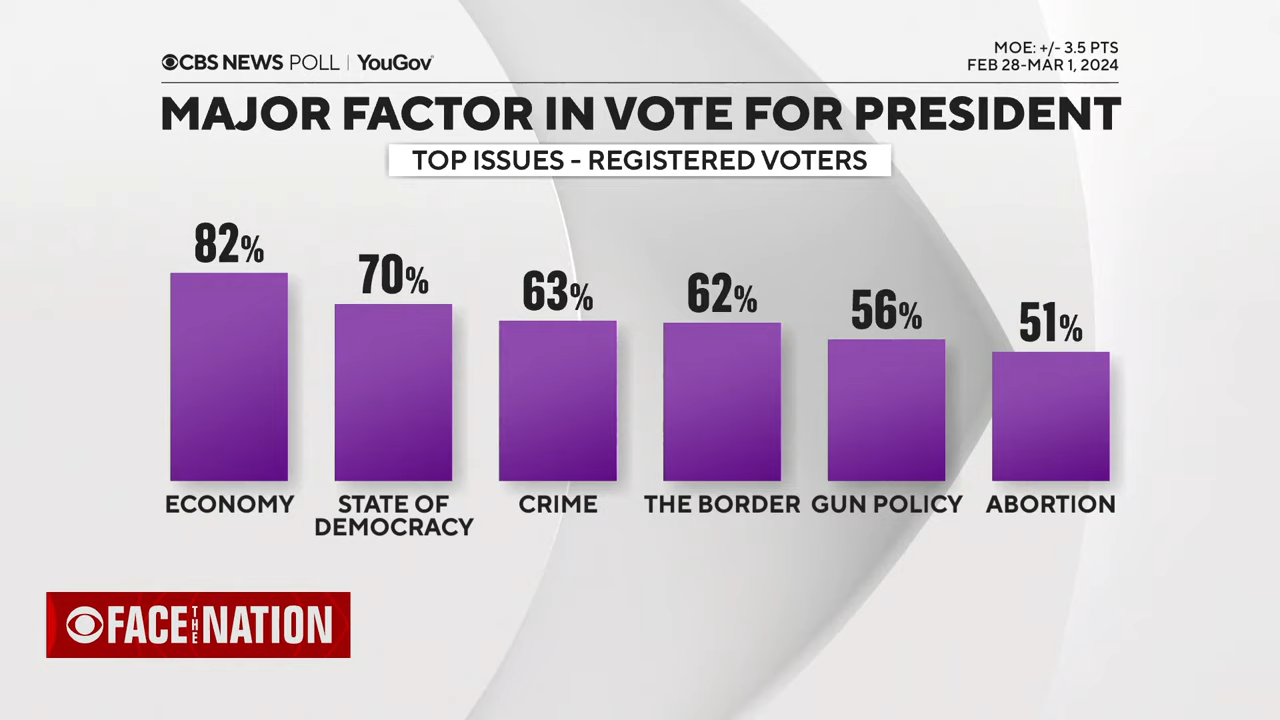 CBS NEWS POLL | YouGov
MOE: +/- 3.5 PTS
FEB 28-MAR 1, 2024
MAJOR FACTOR IN VOTE FOR PRESIDENT
TOP ISSUES - REGISTERED VOTERS
82% 70% 63% 62% 56% 51%
ECONOMY STATE OF CRIME THE BORDER GUN POLICY ABORTION
DEMOCRACY
FACE THE NATION